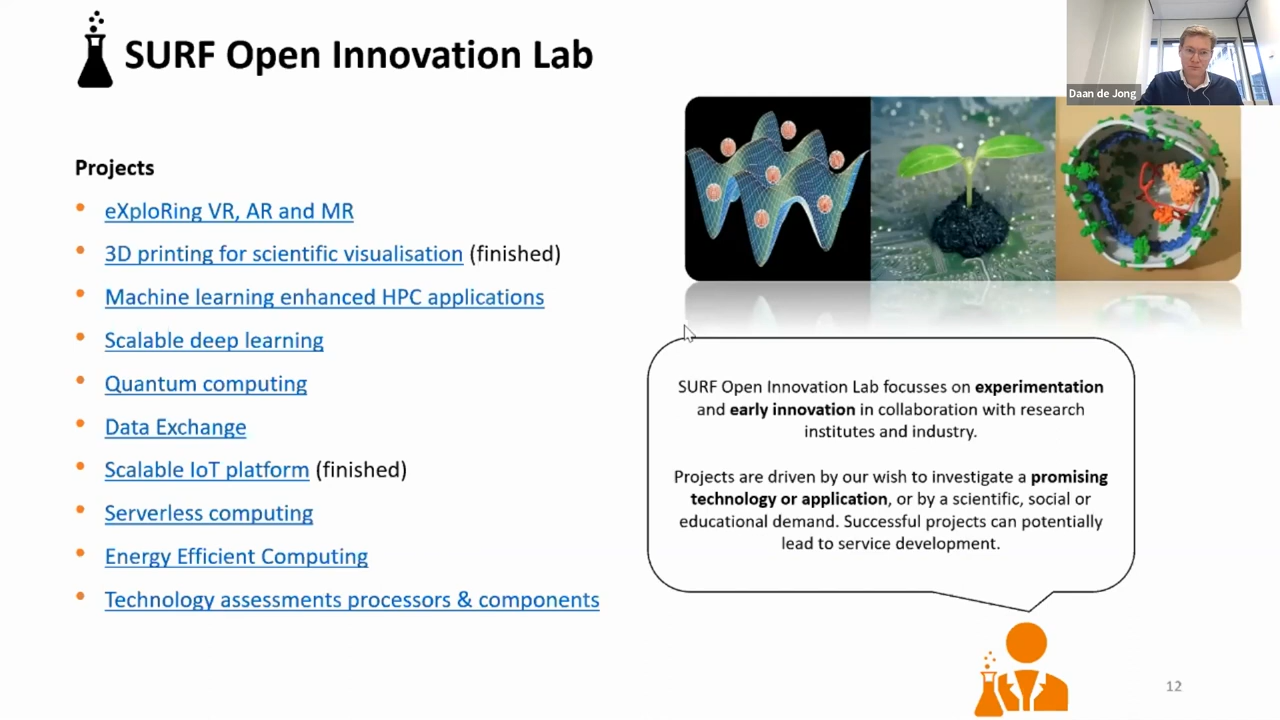 SURF Open Innovation Lab
Daan de Jong
Projects
eXploRing VR, AR and MR
3D printing for scientific visualisation (finished)
Machine learning enhanced HPC applications
Scalable deep learning
Quantum computing
Data Exchange
Scalable IoT platform (finished)
Serverless computing
Energy Efficient Computing
Technology assessments processors & components
SURF Open Innovation Lab focusses on experimentation
and early innovation in collaboration with research
institutes and industry.
Projects are driven by our wish to investigate a promising
technology or application, or by a scientific, social or
educational demand. Successful projects can potentially
lead to service development.
12